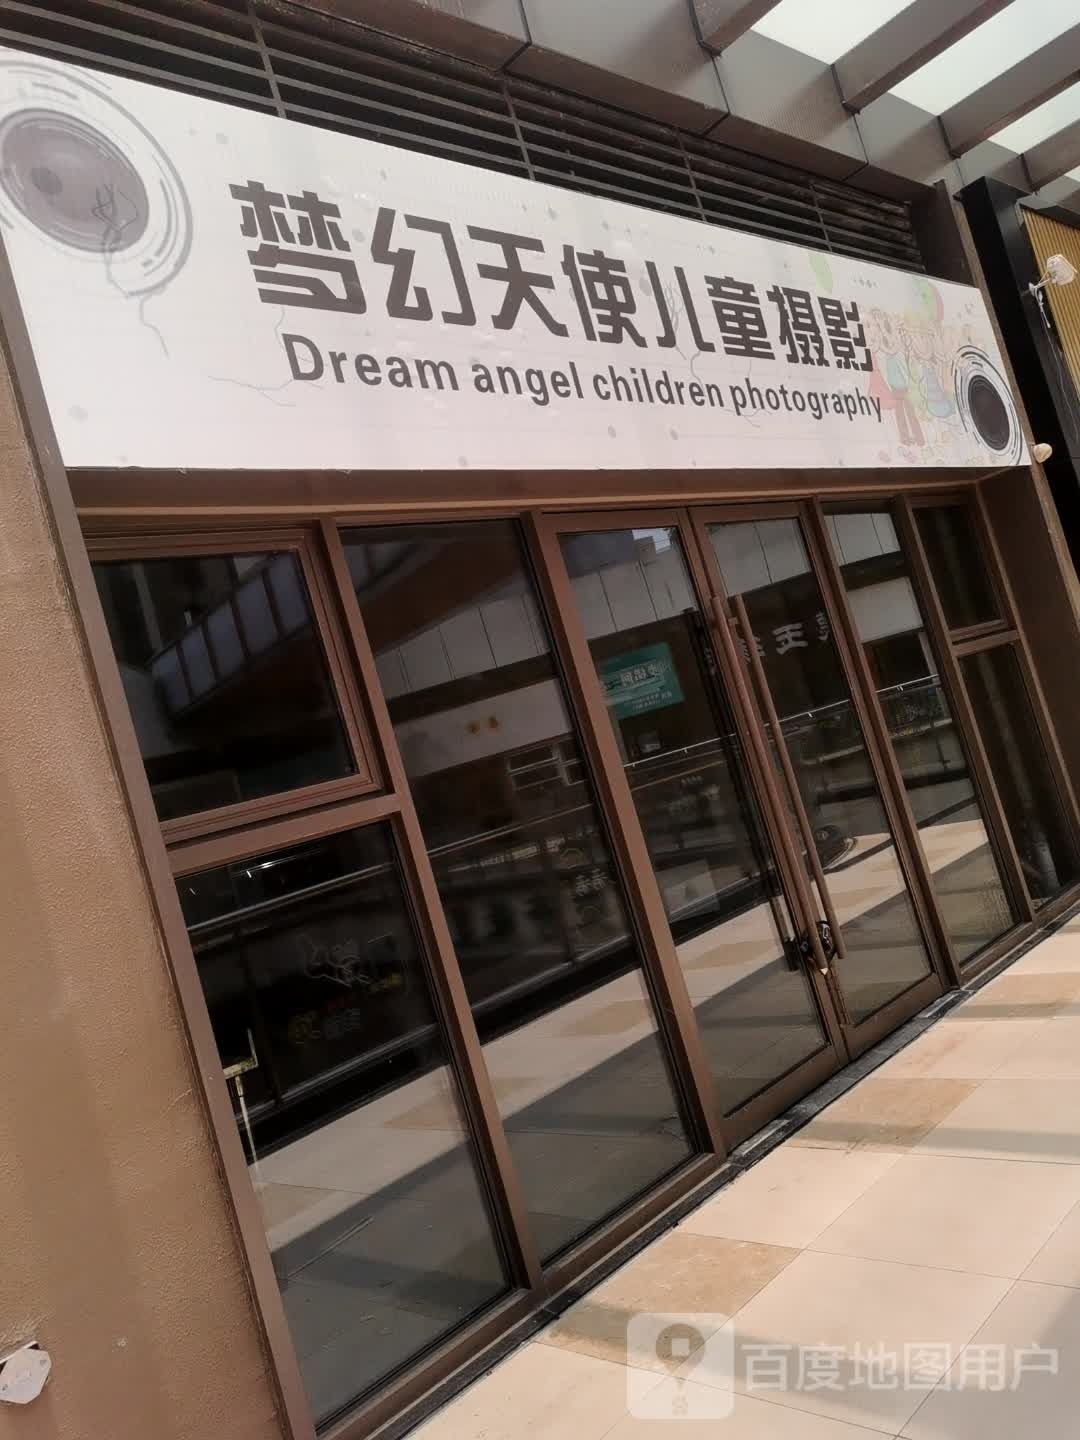 梦幻天使儿童摄影
Dream angel children photography
百度地图用户